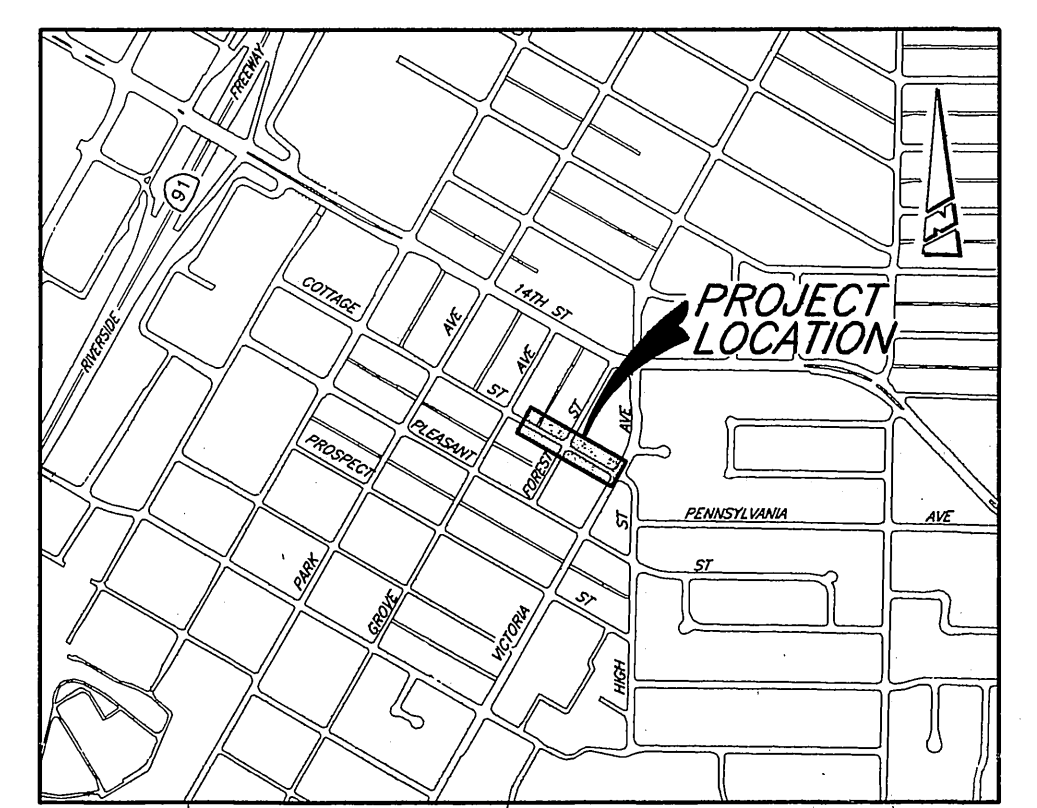 FREEWAY
91
RIVERSIDE
COTTAGE
AVE
14TH ST
AVE
ST
ST
AVE
PROJECT
LOCATION
PROSPECT
PLEASANT
FOREST
ST
PENNSYLVANIA
AVE
ST
PARK
GROVE
VICTORIA
ST
HIGH
N